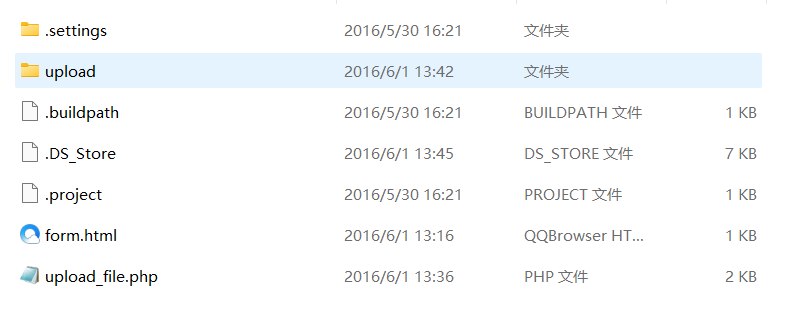 .settings 2016/5/30 16:21 文件夹
upload 2016/6/1 13:42 文件夹
.buildpath 2016/5/30 16:21 BUILDPATH 文件 1 KB
.DS_Store 2016/6/1 13:45 DS_STORE 文件 7 KB
.project 2016/5/30 16:21 PROJECT 文件 1 KB
form.html 2016/6/1 13:16 QQBrowser HT... 1 KB
upload_file.php 2016/6/1 13:36 PHP 文件 2 KB